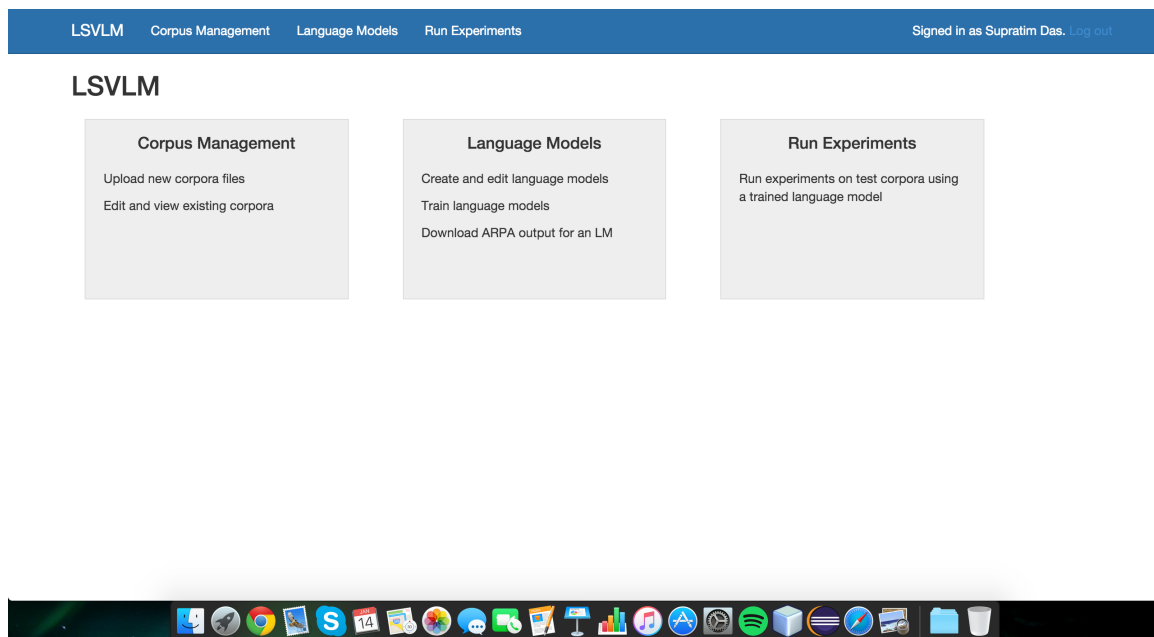 LSVLM Corpus Management Language Models Run Experiments Signed in as Supratim Das. Log out
LSVLM
Corpus Management
Upload new corpora files
Edit and view existing corpora
Language Models
Create and edit language models
Train language models
Download ARPA output for an LM
Run Experiments
Run experiments on test corpora using
a trained language model
JAN
14